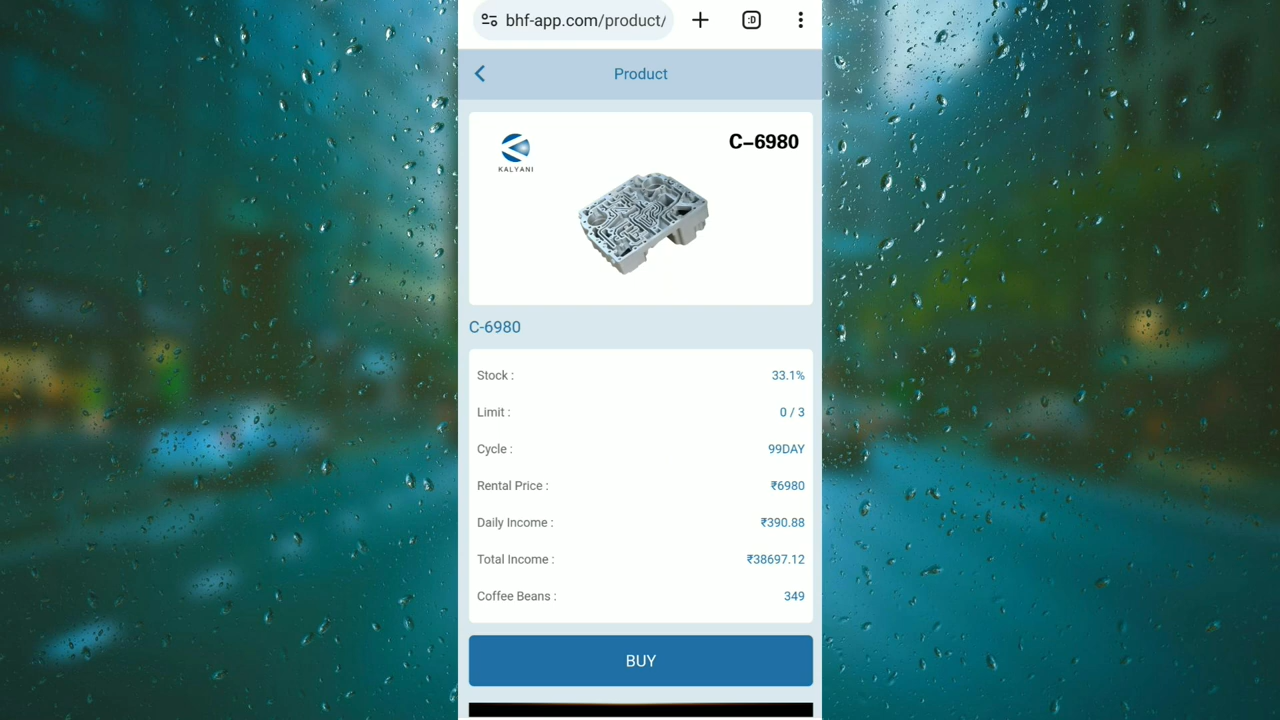 bhf-app.com/product/
:D
Product
KALYANI
C-6980
C-6980
Stock : 33.1%
Limit : 0 / 3
Cycle : 99DAY
Rental Price : ₹6980
Daily Income : ₹390.88
Total Income : ₹38697.12
Coffee Beans : 349
BUY